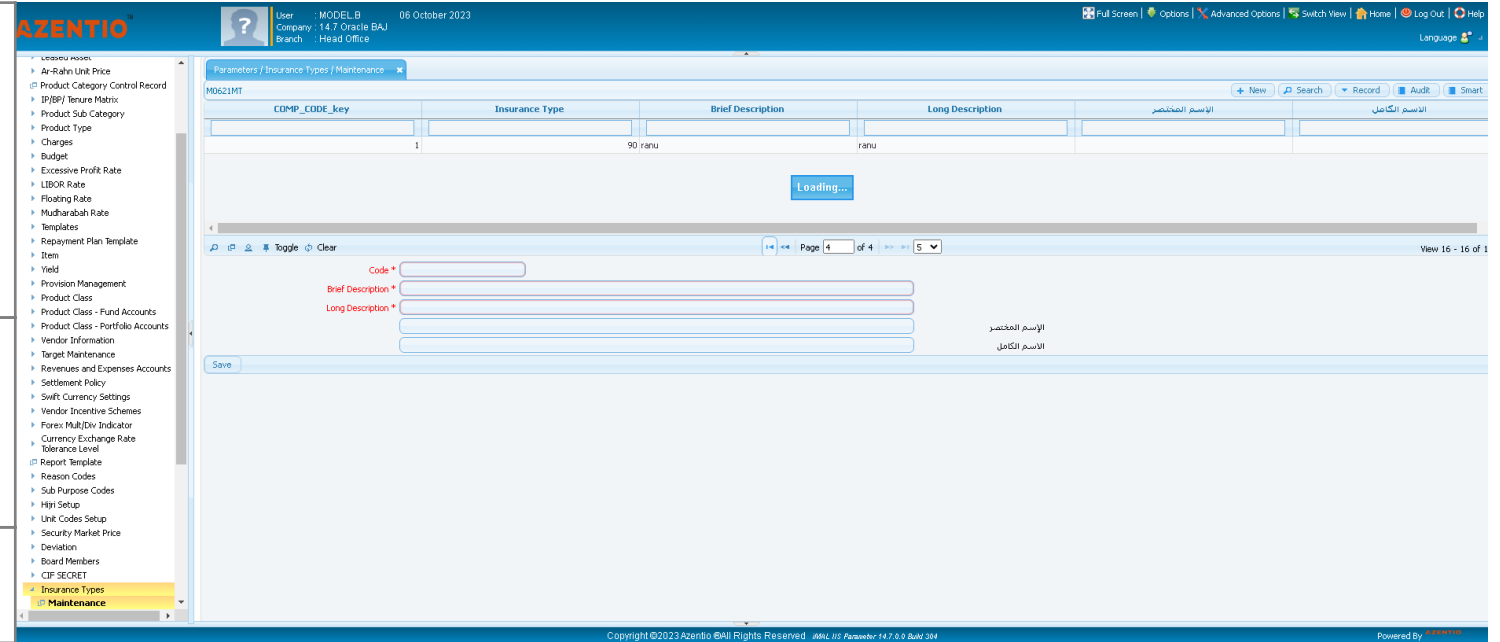 AZENTIO™
User : MODEL.B 06 October 2023
Company : 14.7 Oracle BAJ
Branch : Head Office
Full Screen | Options | Advanced Options | Switch View | Home | Log Out | Help
Language
Leased Asset
Ar-Rahn Unit Price
Product Category Control Record
IP/BP/ Tenure Matrix
Product Sub Category
Product Type
Charges
Budget
Excessive Profit Rate
LIBOR Rate
Floating Rate
Mudharabah Rate
Templates
Repayment Plan Template
Item
Yield
Provision Management
Product Class
Product Class - Fund Accounts
Product Class - Portfolio Accounts
Vendor Information
Target Maintenance
Revenues and Expenses Accounts
Settlement Policy
Swift Currency Settings
Vendor Incentive Schemes
Forex Mult/Div Indicator
Currency Exchange Rate
Tolerance Level
Report Template
Reason Codes
Sub Purpose Codes
Hijri Setup
Unit Codes Setup
Security Market Price
Deviation
Board Members
CIF SECRET
Insurance Types
Maintenance
Parameters / Insurance Types / Maintenance
M0621MT
New Search Record Audit Smart
COMP_CODE_key Insurance Type Brief Description Long Description الإسم المختصر الاسم الكامل
1 90 ranu ranu
Loading...
Toggle Clear Page 4 of 4 5 View 16 - 16 of 1
Code *
Brief Description *
Long Description *
الإسم المختصر
الاسم الكامل
Save
Copyright ©2023 Azentio ®All Rights Reserved iMAL IIS Parameter 14.7.0.0 Build 304
Powered By AZENTIO